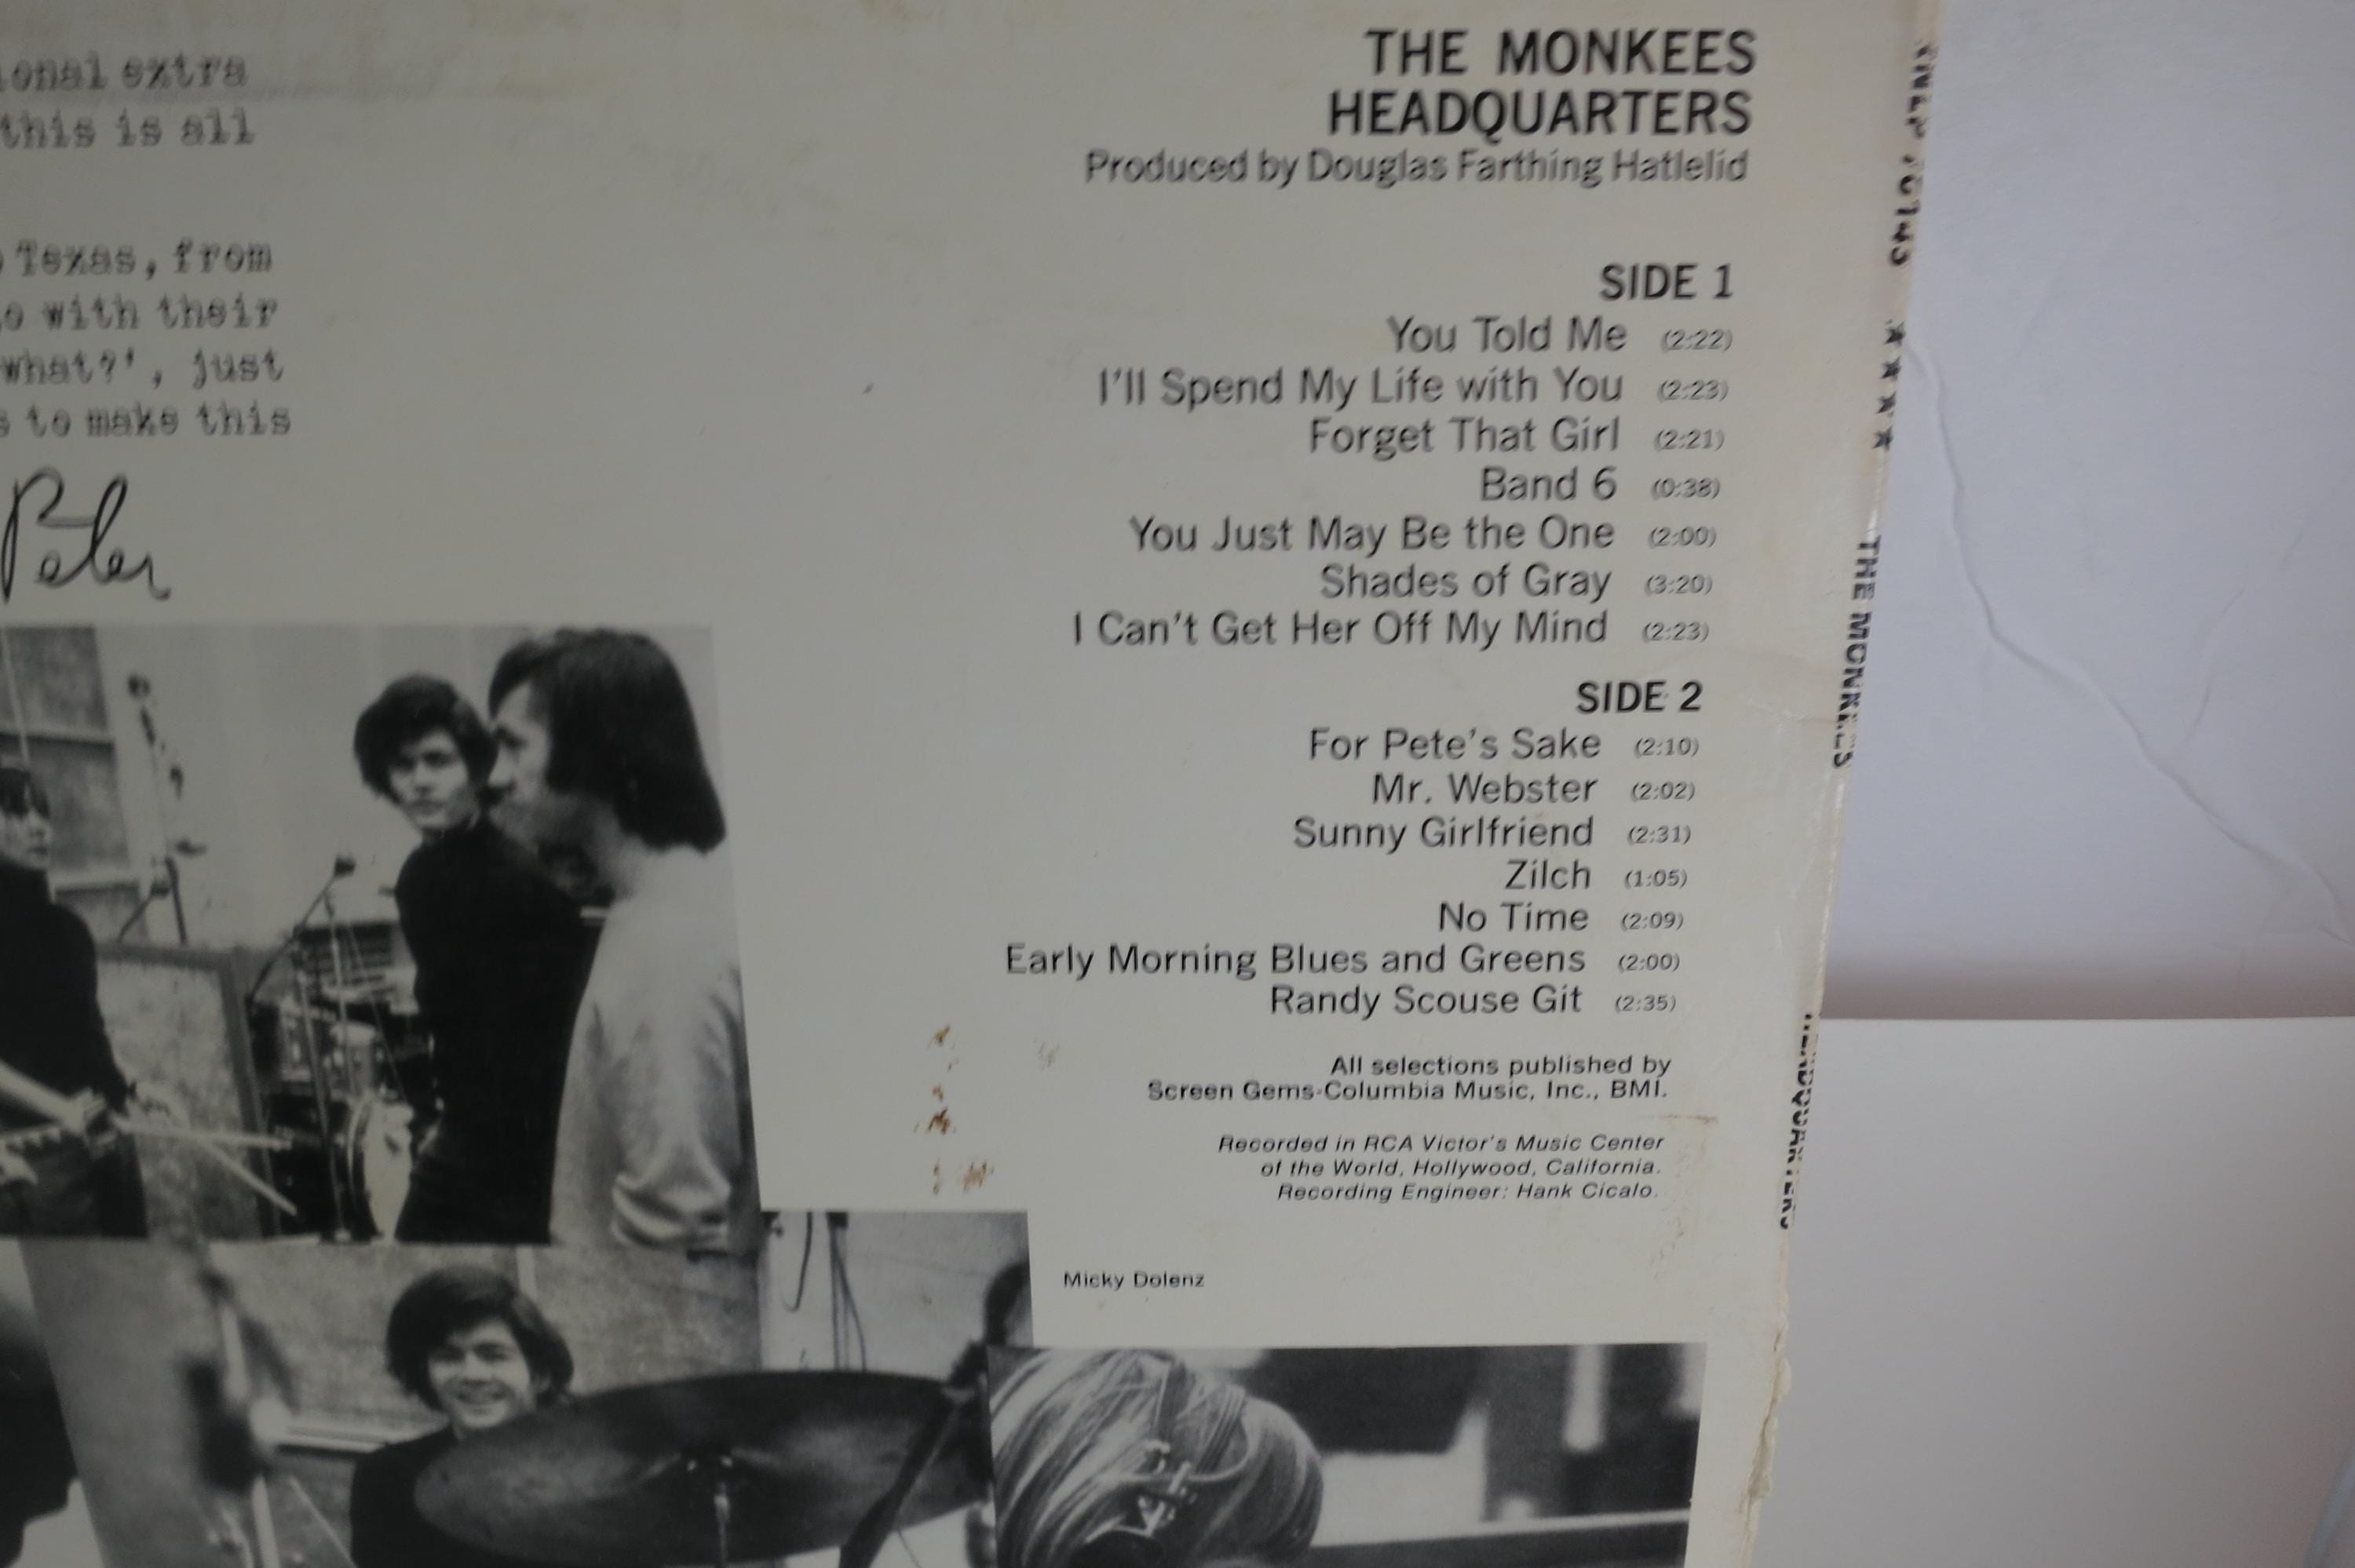 onal extra
this is all
Texas, from
with their
what?', just
to make this
Peter
THE MONKEES
HEADQUARTERS
Produced by Douglas Farthing Hatlelid
SIDE 1
You Told Me (2:22)
I'll Spend My Life with You (2:23)
Forget That Girl (2:21)
Band 6 (0:38)
You Just May Be the One (2:00)
Shades of Gray (3:20)
I Can't Get Her Off My Mind (2:23)
SIDE 2
For Pete's Sake (2:10)
Mr. Webster (2:02)
Sunny Girlfriend (2:31)
Zilch (1:05)
No Time (2:09)
Early Morning Blues and Greens (2:00)
Randy Scouse Git (2:35)
All selections published by
Screen Gems-Columbia Music, Inc., BMI.
Recorded in RCA Victor's Music Center
of the World, Hollywood, California.
Recording Engineer: Hank Cicalo.
Micky Dolenz
★★★★ THE MONKEES HEADQUARTERS